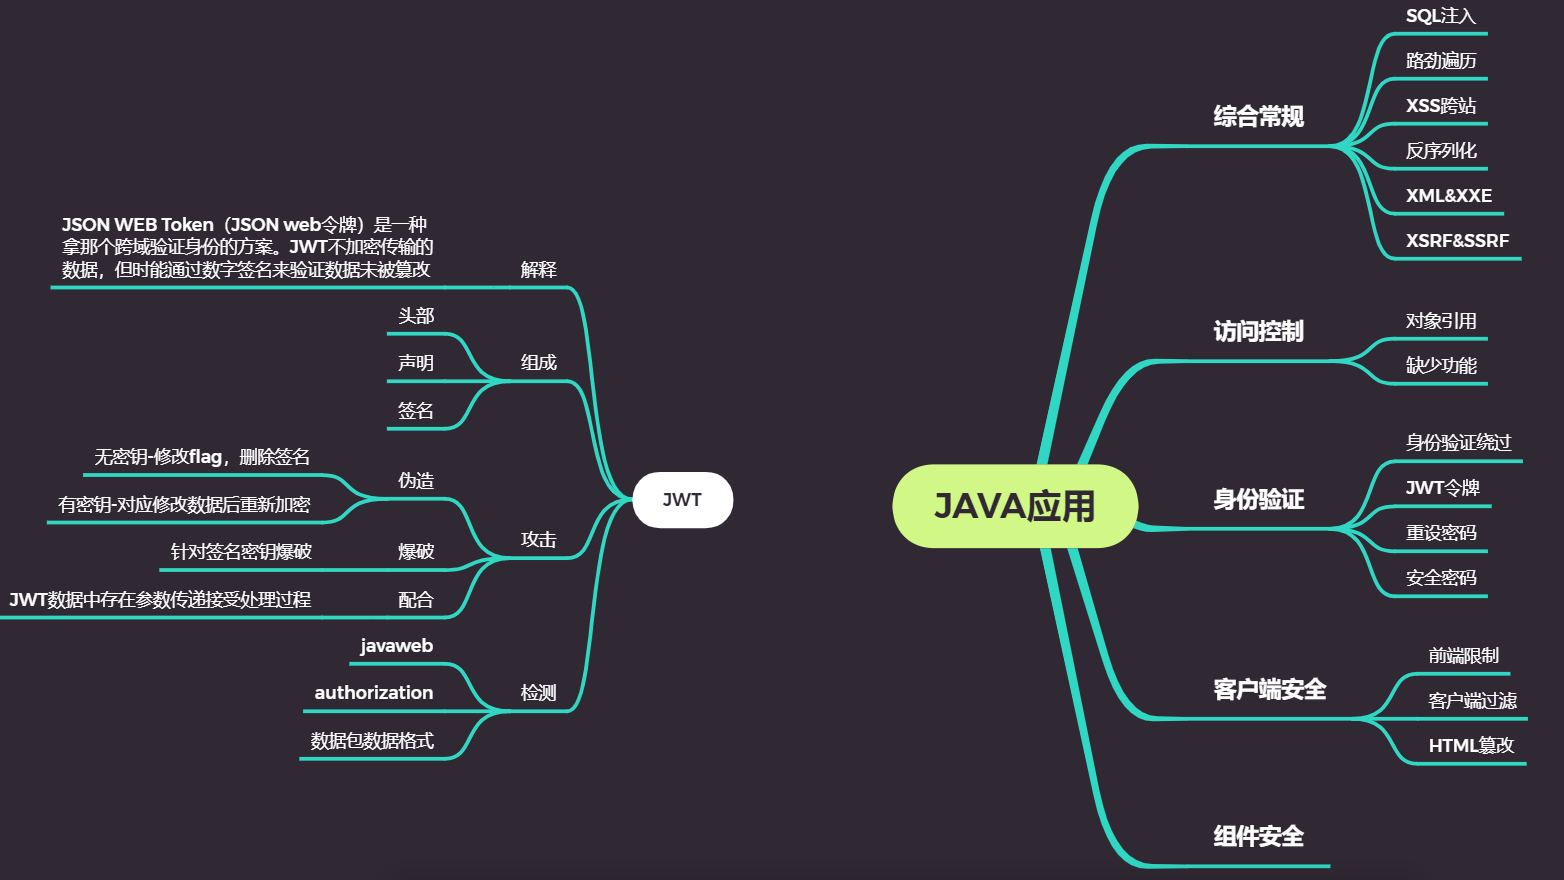 JSON WEB Token（JSON web令牌）是一种
拿那个跨域验证身份的方案。JWT不加密传输的
数据，但时能通过数字签名来验证数据未被篡改
解释
头部
声明
签名
组成
无密钥-修改flag，删除签名
有密钥-对应修改数据后重新加密
伪造
针对签名密钥爆破
爆破
JWT数据中存在参数传递接受处理过程
配合
攻击
javaweb
authorization
数据包数据格式
检测
JWT
JAVA应用
综合常规
SQL注入
路劲遍历
XSS跨站
反序列化
XML&XXE
XSRF&SSRF
访问控制
对象引用
缺少功能
身份验证
身份验证绕过
JWT令牌
重设密码
安全密码
客户端安全
前端限制
客户端过滤
HTML篡改
组件安全